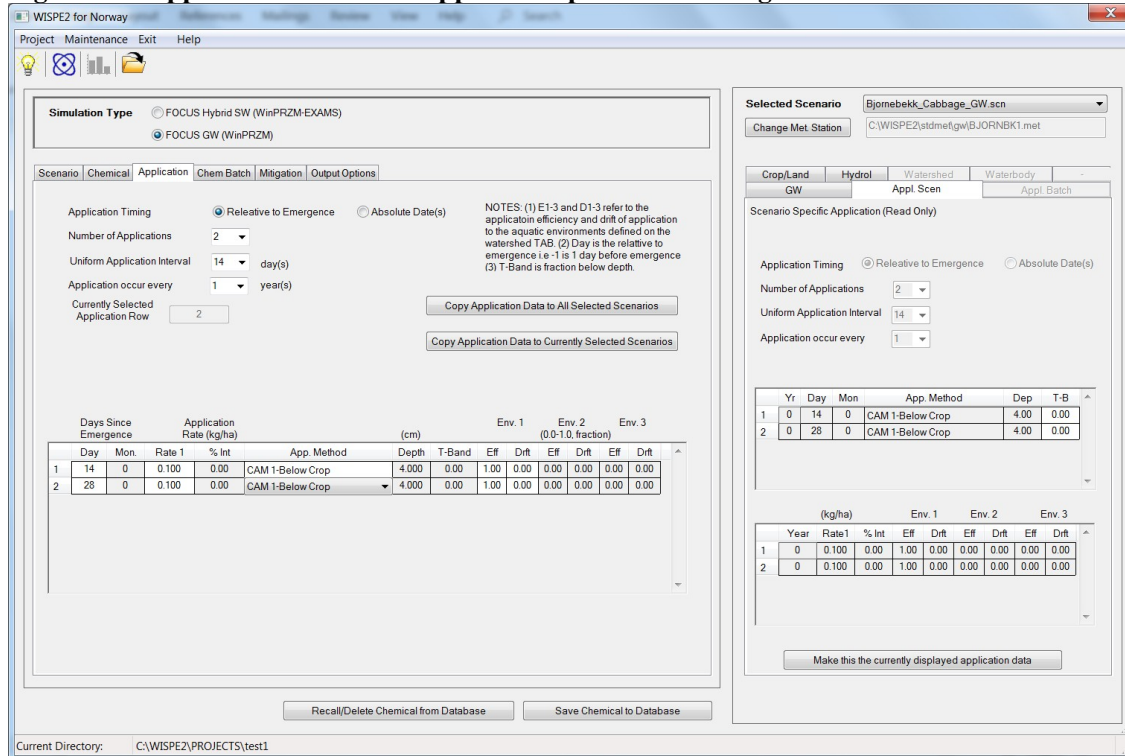 WISPE2 for Norway
Project Maintenance Exit Help
Simulation Type
FOCUS Hybrid SW (WinPRZM-EXAMS)
FOCUS GW (WinPRZM)
Scenario Chemical Application Chem Batch Mitigation Output Options
Application Timing Releative to Emergence Absolute Date(s)
Number of Applications 2
Uniform Application Interval 14 day(s)
Application occur every 1 year(s)
Currently Selected
Application Row 2
NOTES: (1) E1-3 and D1-3 refer to the
applicatoin efficiency and drift of application
to the aquatic environments defined on the
watershed TAB. (2) Day is the relative to
emergence i.e -1 is 1 day before emergence
(3) T-Band is fraction below depth.
Copy Application Data to All Selected Scenarios
Copy Application Data to Currently Selected Scenarios
Days Since Application Env. 1 Env. 2 Env. 3
Emergence Rate (kg/ha) (cm) (0.0-1.0, fraction)
Day Mon. Rate 1 % Int App. Method Depth T-Band Eff Drft Eff Drft Eff Drft
1 14 0 0.100 0.00 CAM 1-Below Crop 4.000 0.00 1.00 0.00 0.00 0.00 0.00 0.00
2 28 0 0.100 0.00 CAM 1-Below Crop 4.000 0.00 1.00 0.00 0.00 0.00 0.00 0.00
Recall/Delete Chemical from Database
Save Chemical to Database
Selected Scenario Bjornebekk_Cabbage_GW.scn
Change Met. Station C:\WISPE2\stdmet\gw\BJORNBK1.met
Crop/Land Hydrol Watershed Waterbody -
GW Appl. Scen Appl. Batch
Scenario Specific Application (Read Only)
Application Timing Releative to Emergence Absolute Date(s)
Number of Applications 2
Uniform Application Interval 14
Application occur every 1
Yr Day Mon App. Method Dep T-B
1 0 14 0 CAM 1-Below Crop 4.00 0.00
2 0 28 0 CAM 1-Below Crop 4.00 0.00
(kg/ha) Env. 1 Env. 2 Env. 3
Year Rate1 % Int Eff Drft Eff Drft Eff Drft
1 0 0.100 0.00 1.00 0.00 0.00 0.00 0.00 0.00
2 0 0.100 0.00 1.00 0.00 0.00 0.00 0.00 0.00
Make this the currently displayed application data
Current Directory: C:\WISPE2\PROJECTS\test1